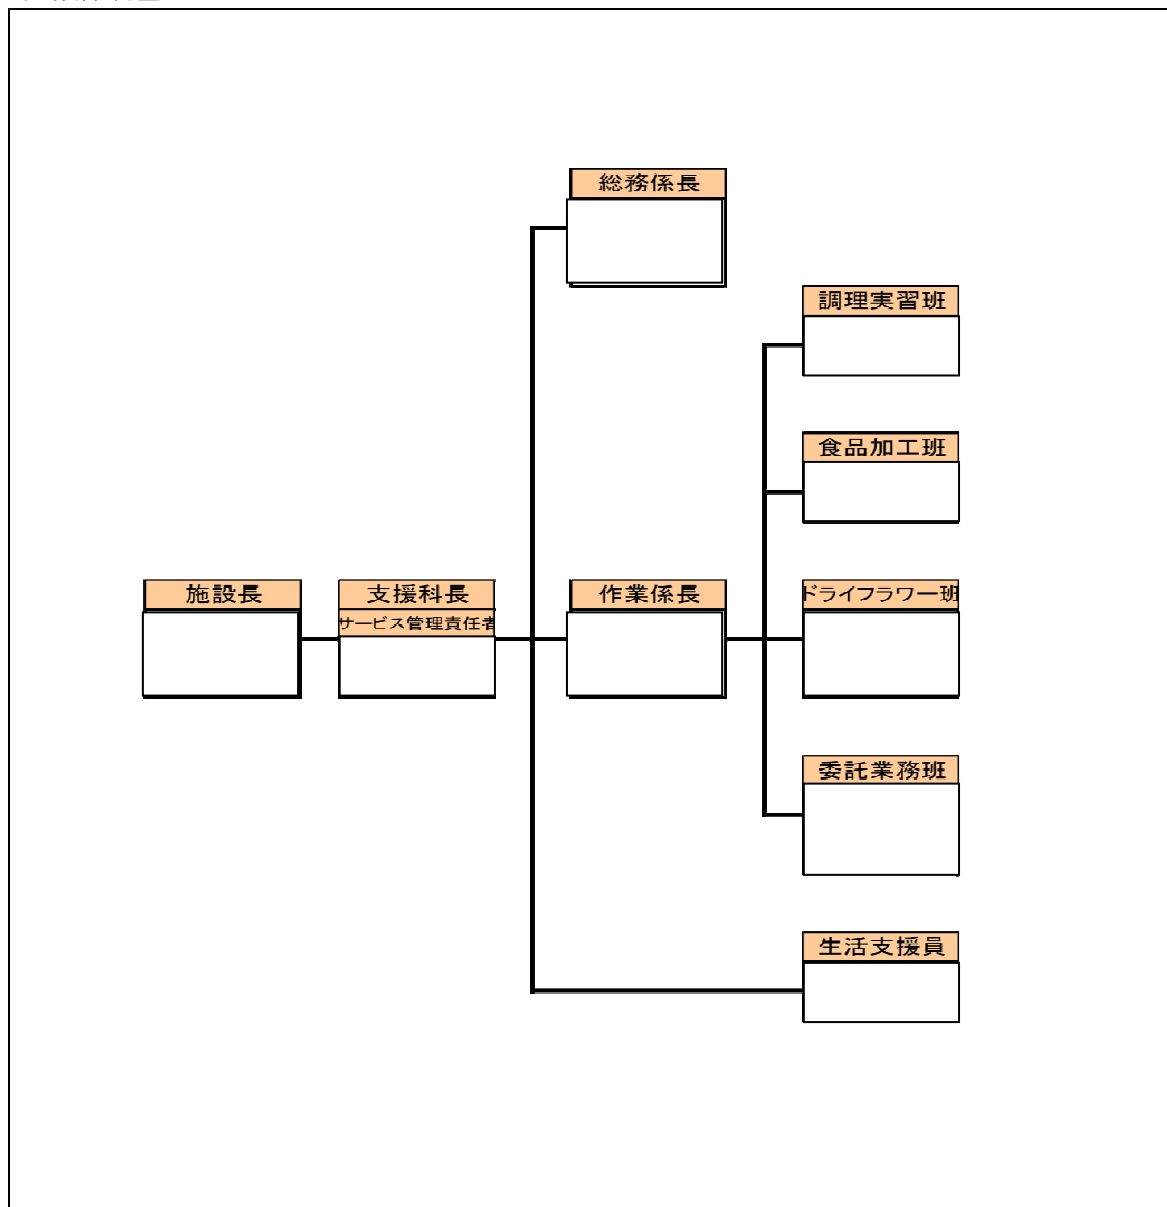 総務係長
調理実習班
食品加工班
施設長
支援科長
サービス管理責任者
作業係長
ドライフラワー班
委託業務班
生活支援員